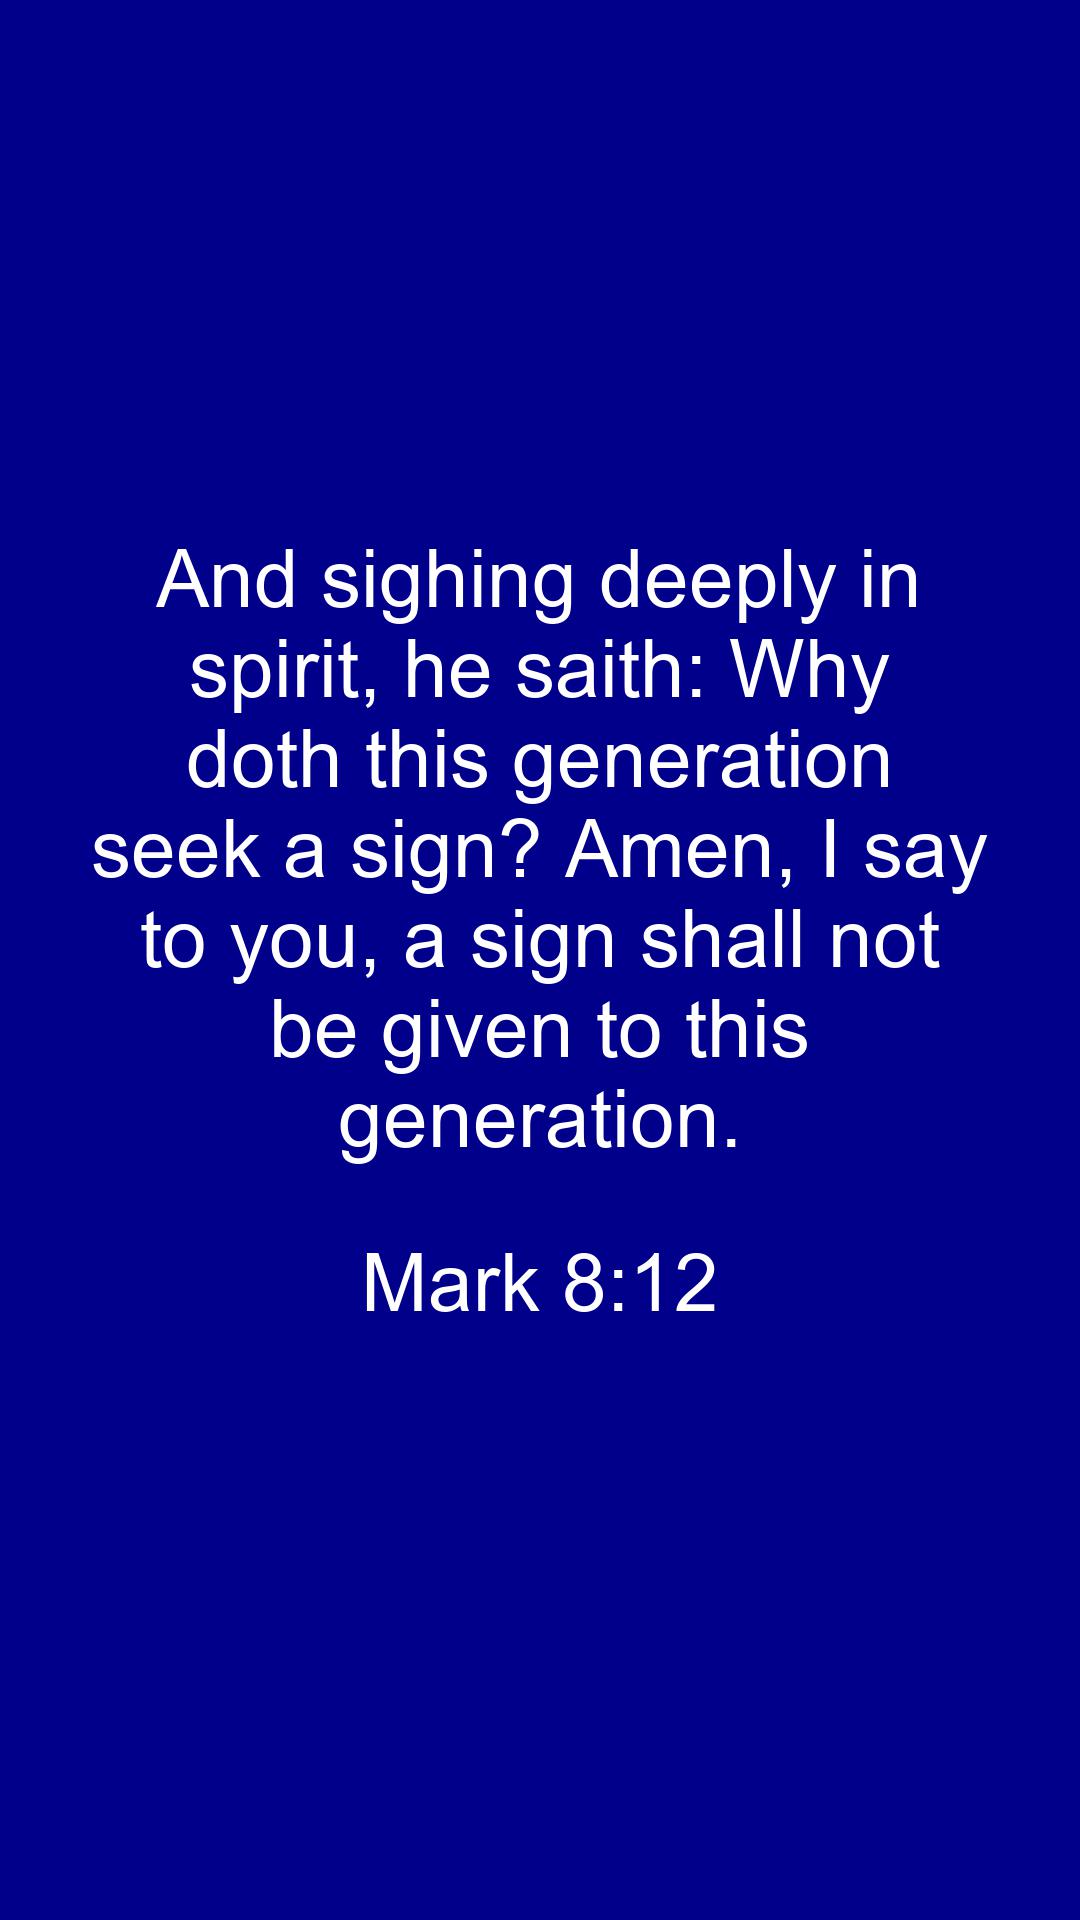 And sighing deeply in
spirit, he saith: Why
doth this generation
seek a sign? Amen, I say
to you, a sign shall not
be given to this
generation.
Mark 8:12